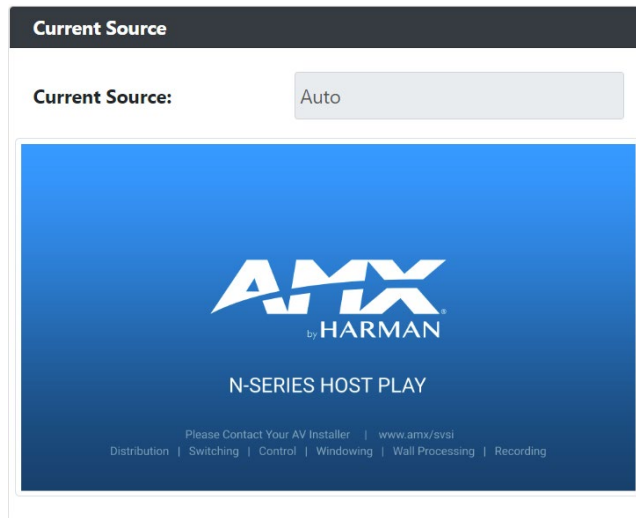 Current Source
Current Source: Auto
AMX®
by HARMAN
N-SERIES HOST PLAY
Please Contact Your AV Installer | www.amx/svsi
Distribution | Switching | Control | Windowing | Wall Processing | Recording